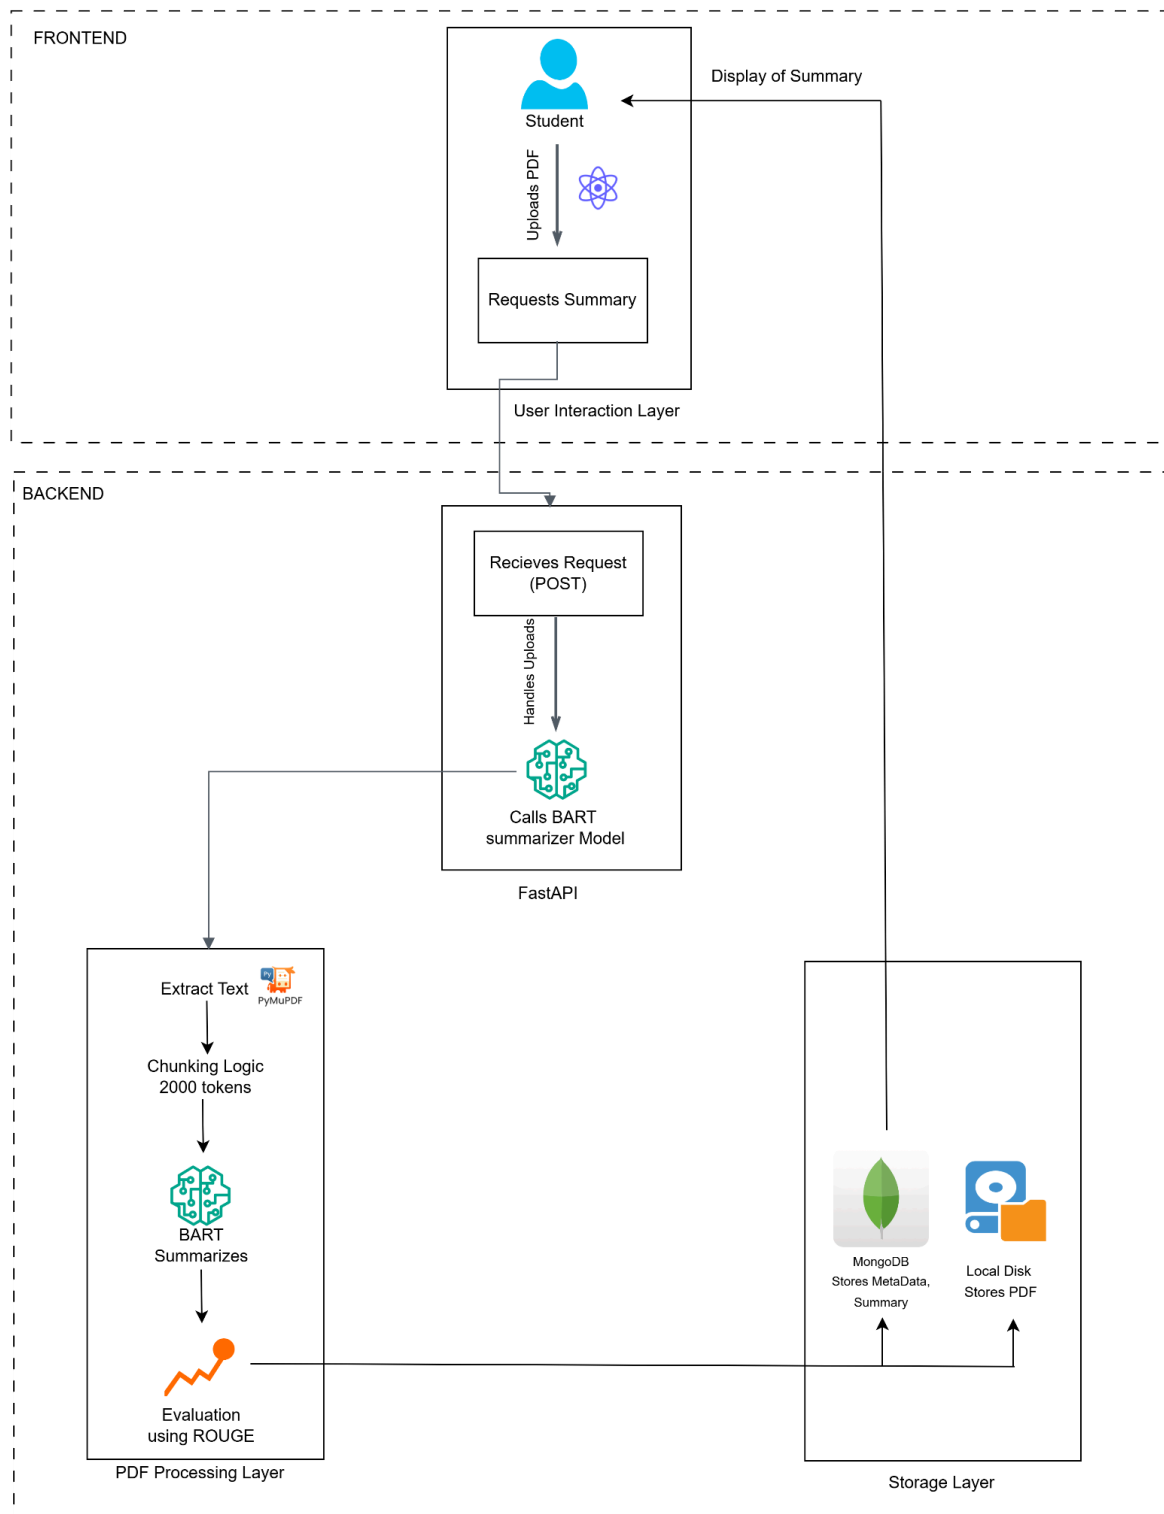 FRONTEND
Display of Summary
Student
Uploads PDF
Requests Summary
User Interaction Layer
BACKEND
Recieves Request
(POST)
Handles Uploads
Calls BART
summarizer Model
FastAPI
Extract Text
Py
PyMuPDF
Chunking Logic
2000 tokens
BART
Summarizes
Evaluation
using ROUGE
PDF Processing Layer
MongoDB
Stores MetaData,
Summary
Local Disk
Stores PDF
Storage Layer